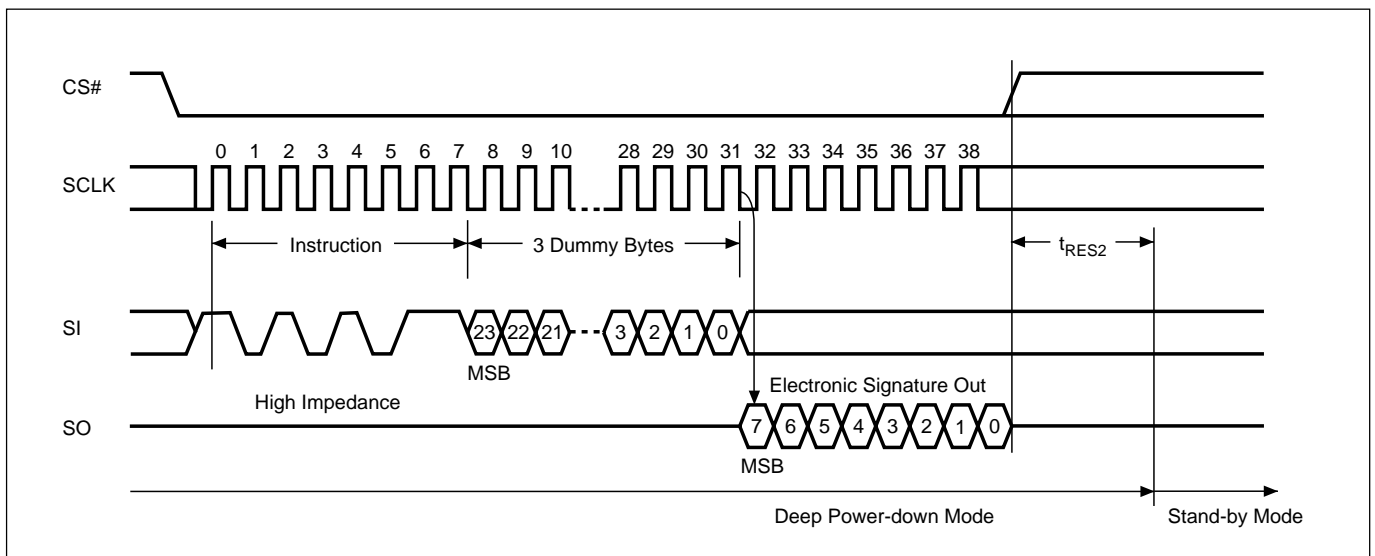 CS#
0 1 2 3 4 5 6 7 8 9 10 28 29 30 31 32 33 34 35 36 37 38
SCLK
Instruction 3 Dummy Bytes tRES2
SI 23 22 21 3 2 1 0
MSB
High Impedance Electronic Signature Out
SO 7 6 5 4 3 2 1 0
MSB
Deep Power-down Mode Stand-by Mode